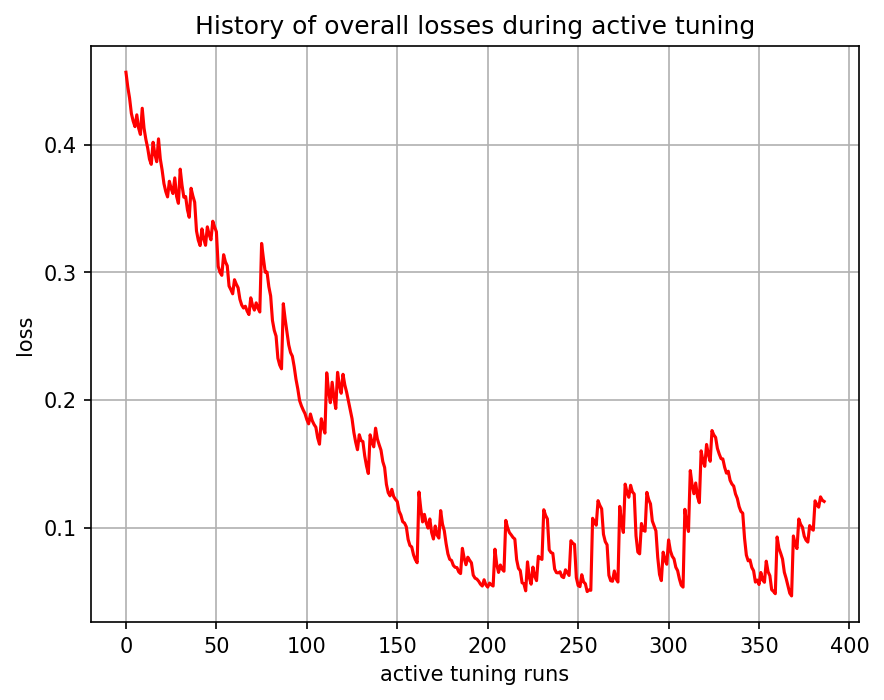 History of overall losses during active tuning
0.4
0.3
0.2
0.1
loss
0 50 100 150 200 250 300 350 400
active tuning runs